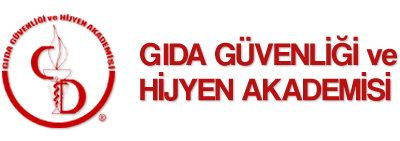 GIDA GÜVENLİĞİ ve HİJYEN AKADEMİSİ
C D
®
GIDA GÜVENLİĞİ ve
HİJYEN AKADEMİSİ